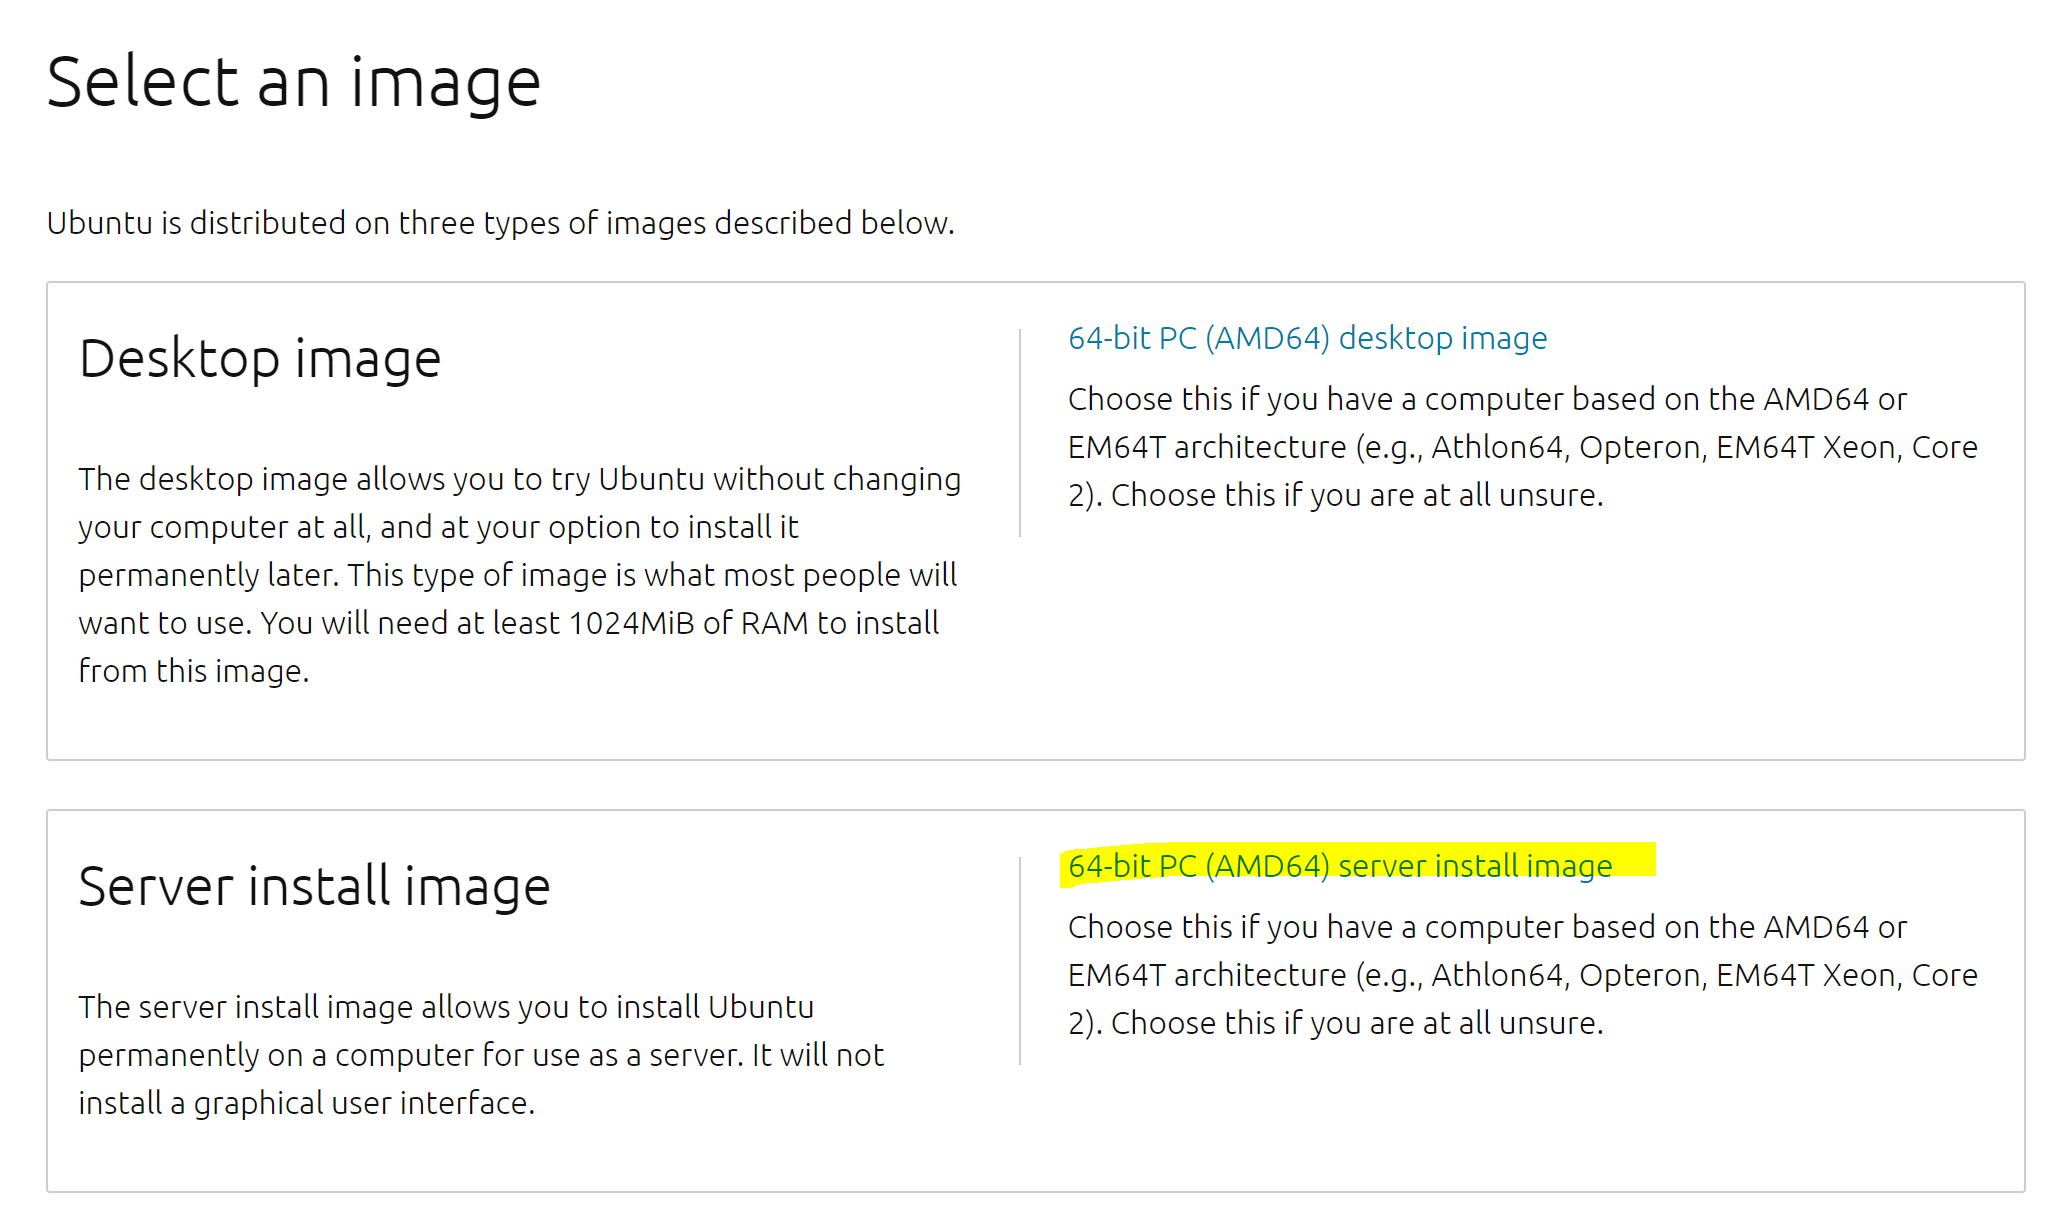 Select an image
Ubuntu is distributed on three types of images described below.
Desktop image
The desktop image allows you to try Ubuntu without changing
your computer at all, and at your option to install it
permanently later. This type of image is what most people will
want to use. You will need at least 1024MiB of RAM to install
from this image.
64-bit PC (AMD64) desktop image
Choose this if you have a computer based on the AMD64 or
EM64T architecture (e.g., Athlon64, Opteron, EM64T Xeon, Core
2). Choose this if you are at all unsure.
Server install image
The server install image allows you to install Ubuntu
permanently on a computer for use as a server. It will not
install a graphical user interface.
64-bit PC (AMD64) server install image
Choose this if you have a computer based on the AMD64 or
EM64T architecture (e.g., Athlon64, Opteron, EM64T Xeon, Core
2). Choose this if you are at all unsure.